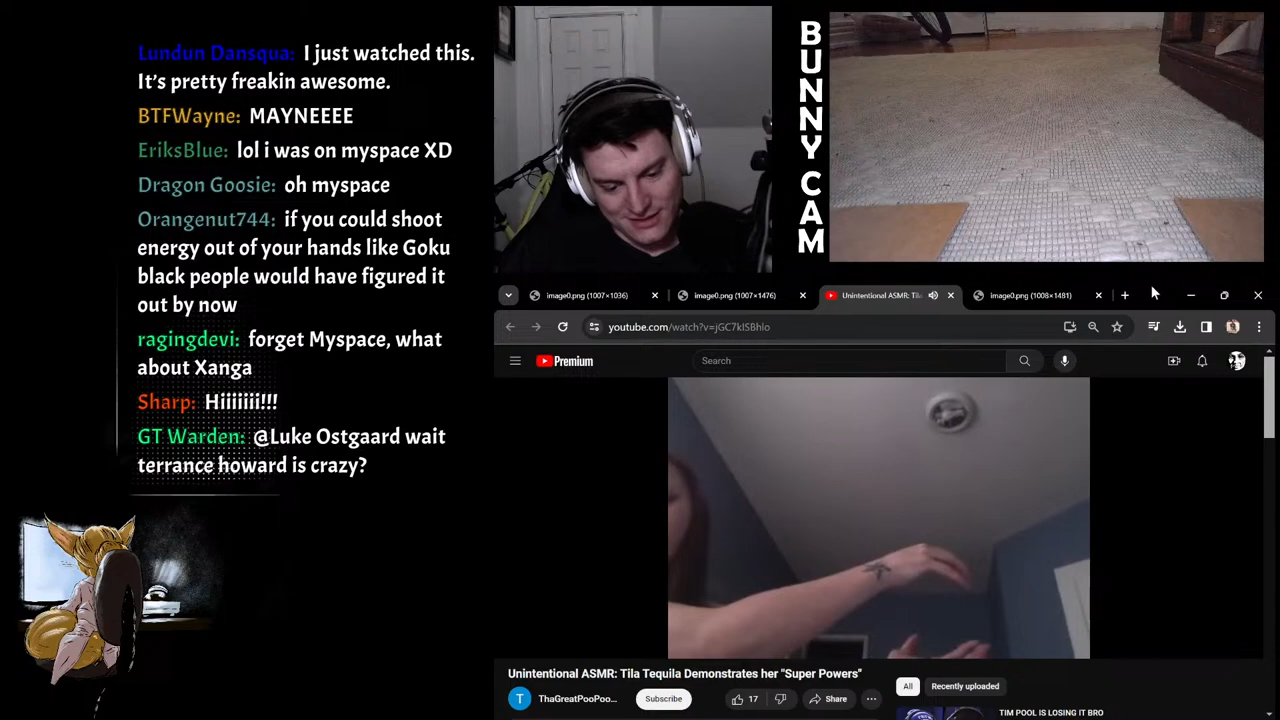 Lundun Dansqua: I just watched this.
It’s pretty freakin awesome.
BTFWayne: MAYNEEEE
EriksBlue: lol i was on myspace XD
Dragon Goosie: oh myspace
Orangenut744: if you could shoot
energy out of your hands like Goku
black people would have figured it
out by now
ragingdevi: forget Myspace, what
about Xanga
Sharp: Hiiiiiii!!!
GT Warden: @Luke Ostgaard wait
terrance howard is crazy?
BUNNY CAM
image0.png (1007×1036)
image0.png (1007×1476)
Unintentional ASMR: Til
image0.png (1008×1481)
youtube.com/watch?v=jGC7klSBhlo
Premium
Search
Unintentional ASMR: Tila Tequila Demonstrates her "Super Powers"
T
ThaGreatPooPoo...
Subscribe
17
Share
All
Recently uploaded
TIM POOL IS LOSING IT BRO